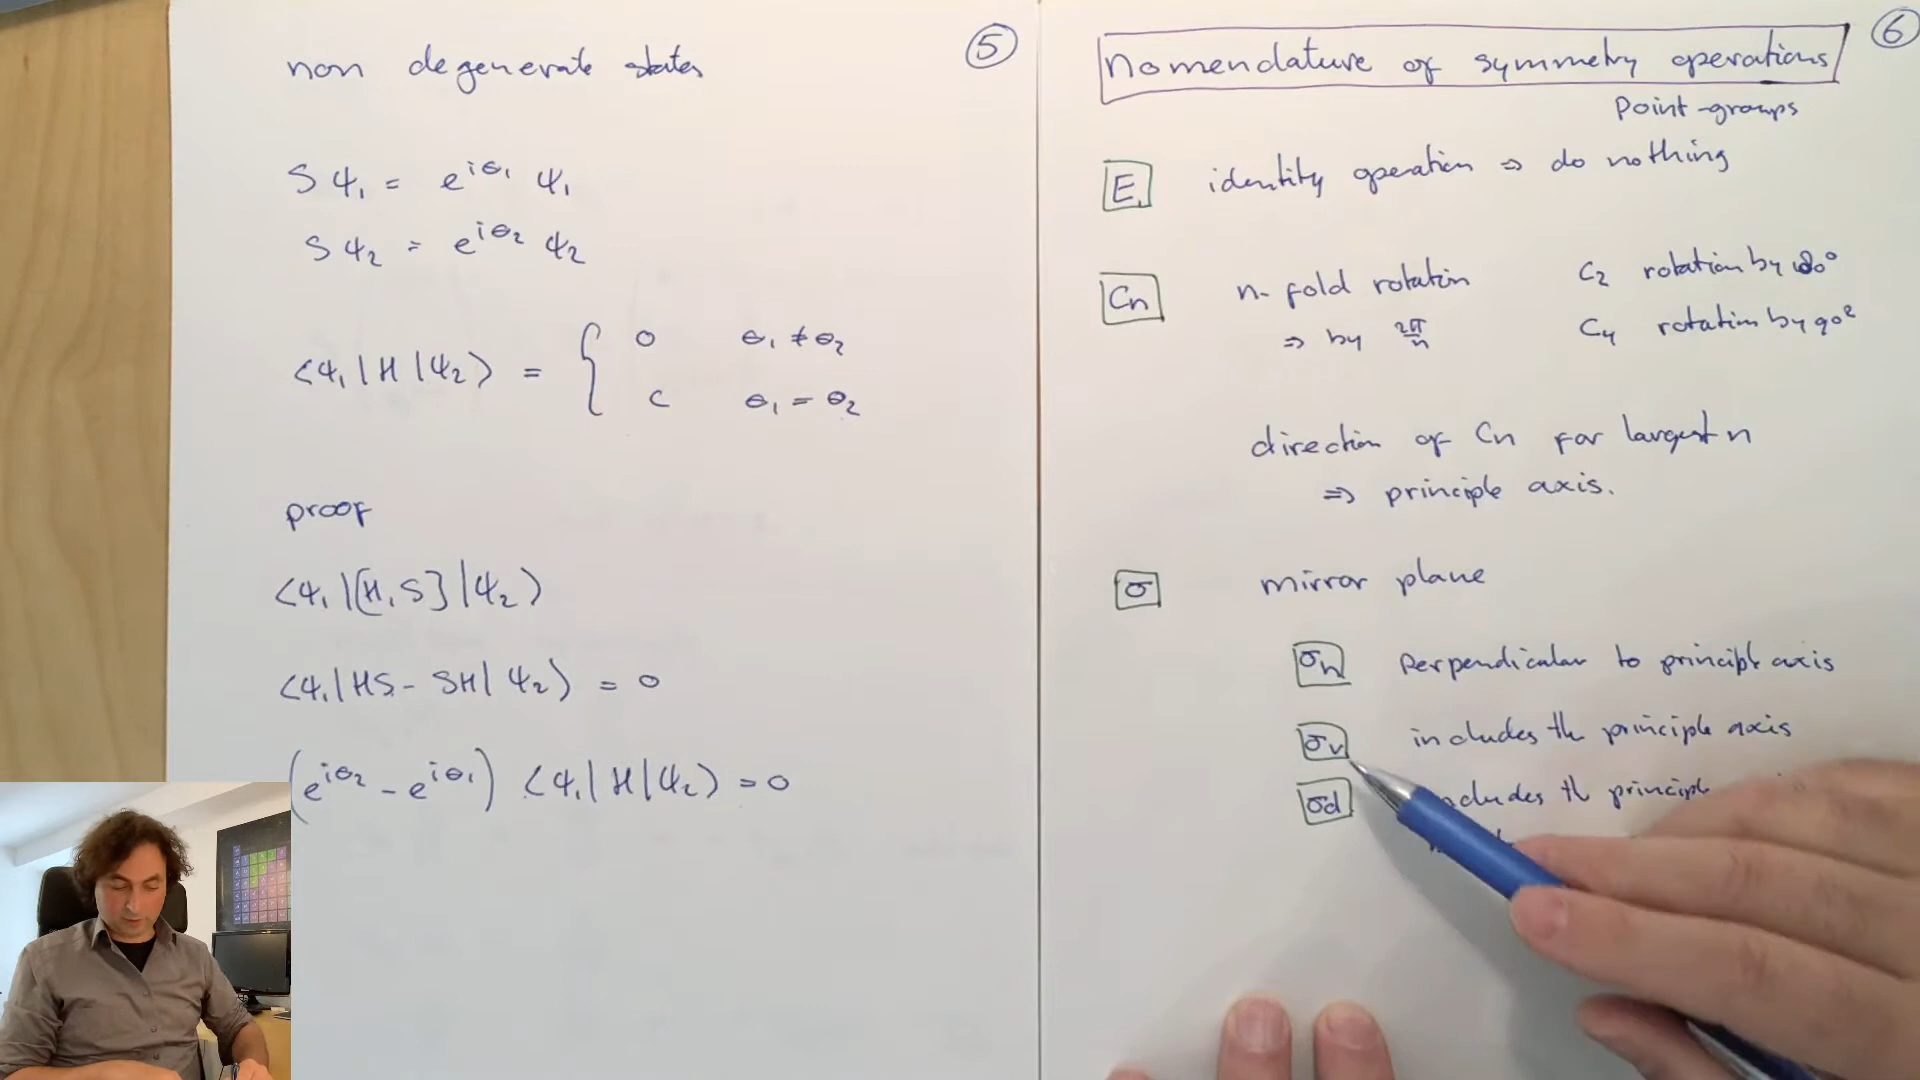 non degenerate states
5
S ψ₁ = e^{iθ₁} ψ₁
S ψ₂ = e^{iθ₂} ψ₂
<ψ₁|H|ψ₂> = { 0 θ₁ ≠ θ₂
c θ₁ = θ₂
proof
<ψ₁|[H,S]|ψ₂>
<ψ₁|HS - SH|ψ₂> = 0
(e^{iθ₂} - e^{iθ₁}) <ψ₁|H|ψ₂> = 0
6
nomenclature of symmetry operations
Point-groups
E identity operation ⇒ do nothing
Cn n-fold rotation C₂ rotation by 180°
⇒ by 2π/n C₄ rotation by 90°
direction of Cn for largest n
⇒ principle axis.
σ mirror plane
σh perpendicular to principle axis
σv includes the principle axis
σd includes th principle